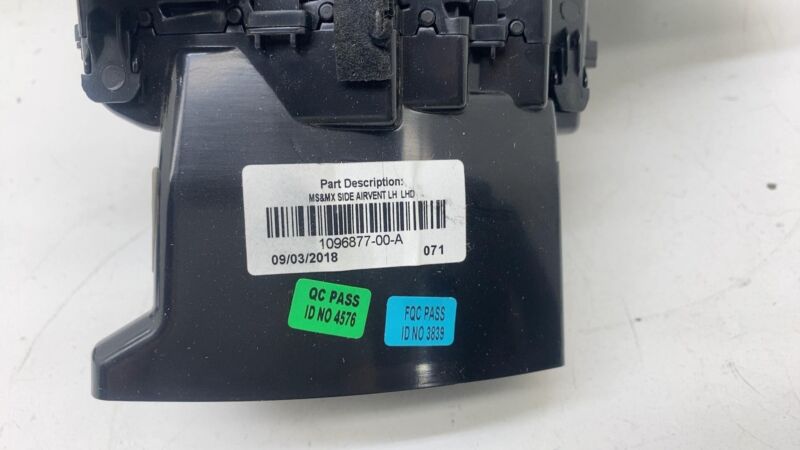 Part Description:
MS&MX SIDE AIRVENT LH LHD
1096877-00-A
09/03/2018 071
QC PASS
ID NO 4576
FQC PASS
ID NO 3839